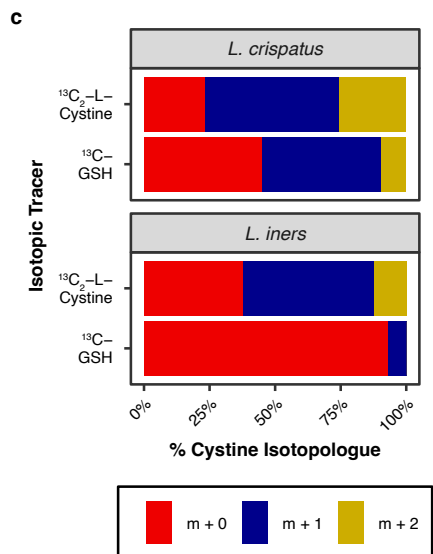 c
L. crispatus
¹³C₂–L–
Cystine
¹³C–
GSH
L. iners
¹³C₂–L–
Cystine
¹³C–
GSH
Isotopic Tracer
0%
25%
50%
75%
100%
% Cystine Isotopologue
m + 0
m + 1
m + 2